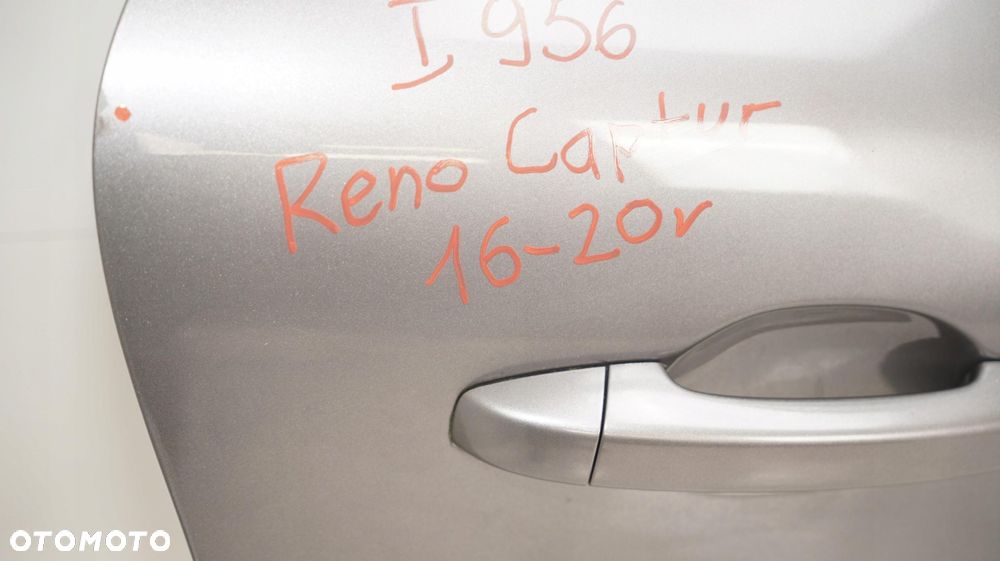 I 956
Reno Captur
16-20r
OTOMOTO